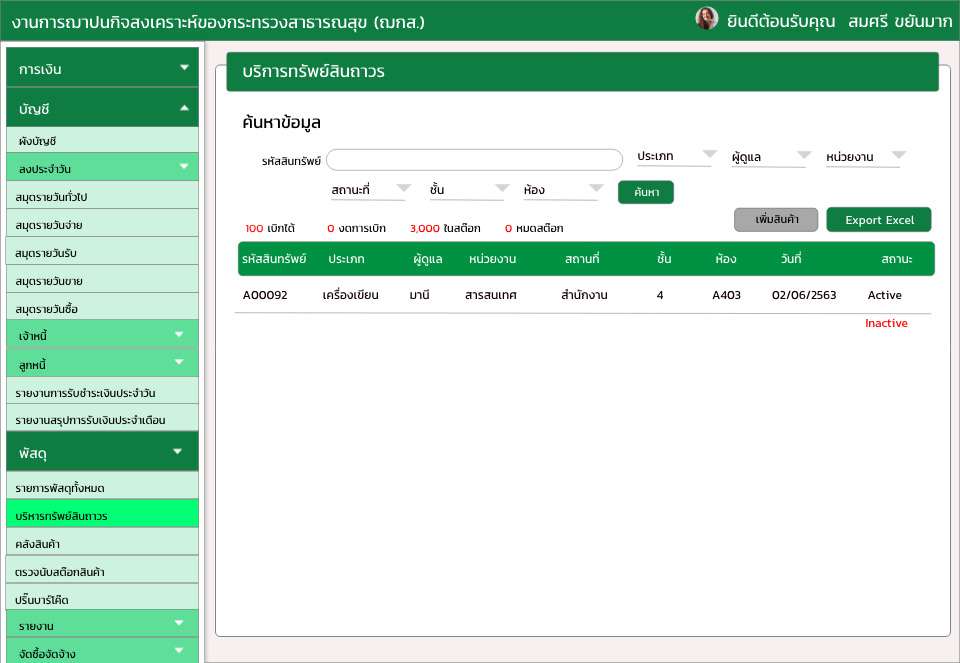 งานการฌาปนกิจสงเคราะห์ของกระทรวงสาธารณสุข (ฌกส.)
ยินดีต้อนรับคุณ สมศรี ขยันมาก
การเงิน
บัญชี
ผังบัญชี
ลงประจำวัน
สมุดรายวันทั่วไป
สมุดรายวันจ่าย
สมุดรายวันรับ
สมุดรายวันขาย
สมุดรายวันซื้อ
เจ้าหนี้
ลูกหนี้
รายงานการรับชำระเงินประจำวัน
รายงานสรุปการรับเงินประจำเดือน
พัสดุ
รายการพัสดุทั้งหมด
บริหารทรัพย์สินถาวร
คลังสินค้า
ตรวจนับสต๊อกสินค้า
ปริ๊นบาร์โค๊ด
รายงาน
จัดซื้อจัดจ้าง
บริการทรัพย์สินถาวร
ค้นหาข้อมูล
รหัสสินทรัพย์ ประเภท ผู้ดูแล หน่วยงาน
สถานะที่ ชั้น ห้อง ค้นหา
เพิ่มสินค้า Export Excel
100 เบิกได้ 0 งดการเบิก 3,000 ในสต๊อก 0 หมดสต๊อก
รหัสสินทรัพย์ ประเภท ผู้ดูแล หน่วยงาน สถานที่ ชั้น ห้อง วันที่ สถานะ
A00092 เครื่องเขียน มานี สารสนเทศ สำนักงาน 4 A403 02/06/2563 Active
Inactive